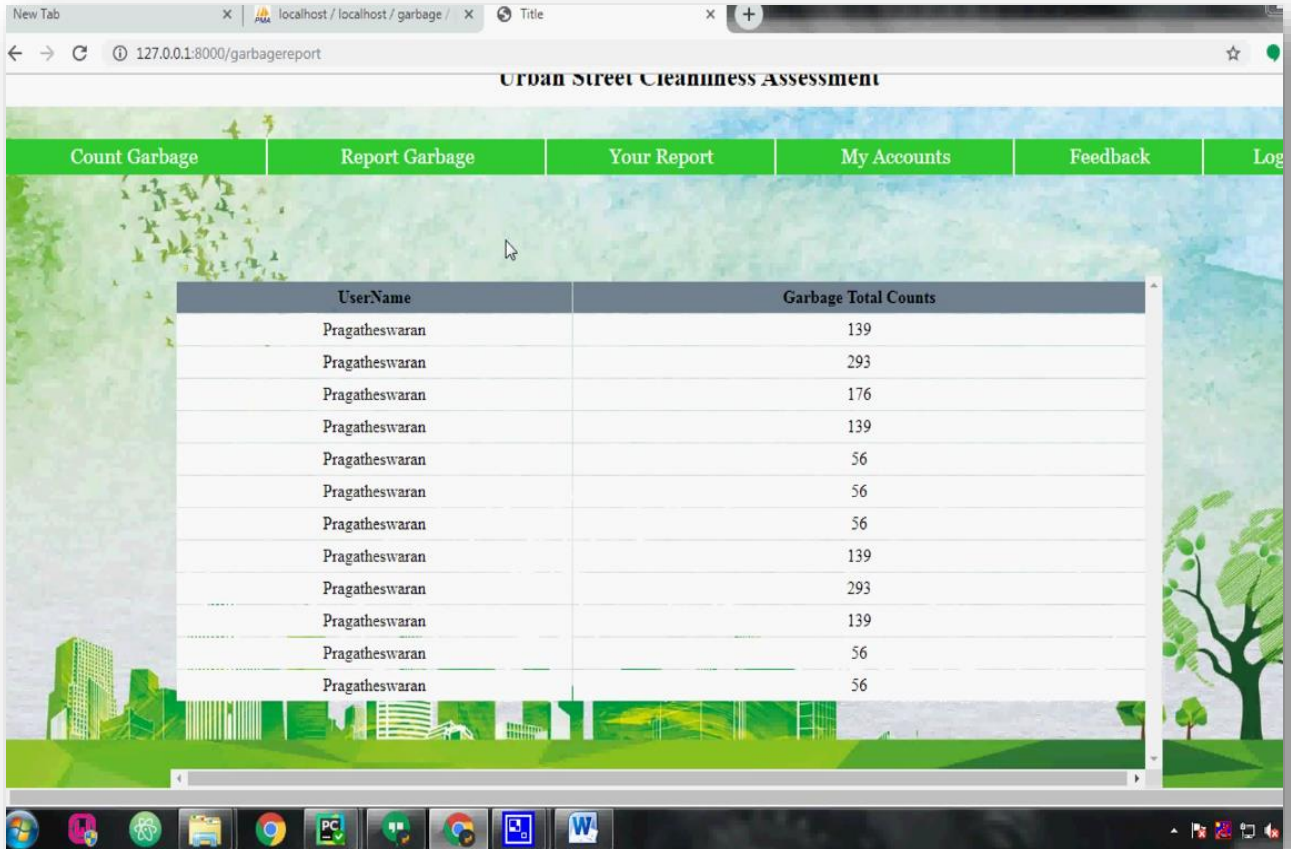 New Tab
localhost / localhost / garbage /
Title
127.0.0.1:8000/garbagereport
Urban Street Cleanliness Assessment
Count Garbage Report Garbage Your Report My Accounts Feedback Log
UserName Garbage Total Counts
Pragatheswaran 139
Pragatheswaran 293
Pragatheswaran 176
Pragatheswaran 139
Pragatheswaran 56
Pragatheswaran 56
Pragatheswaran 56
Pragatheswaran 139
Pragatheswaran 293
Pragatheswaran 139
Pragatheswaran 56
Pragatheswaran 56
PC
W